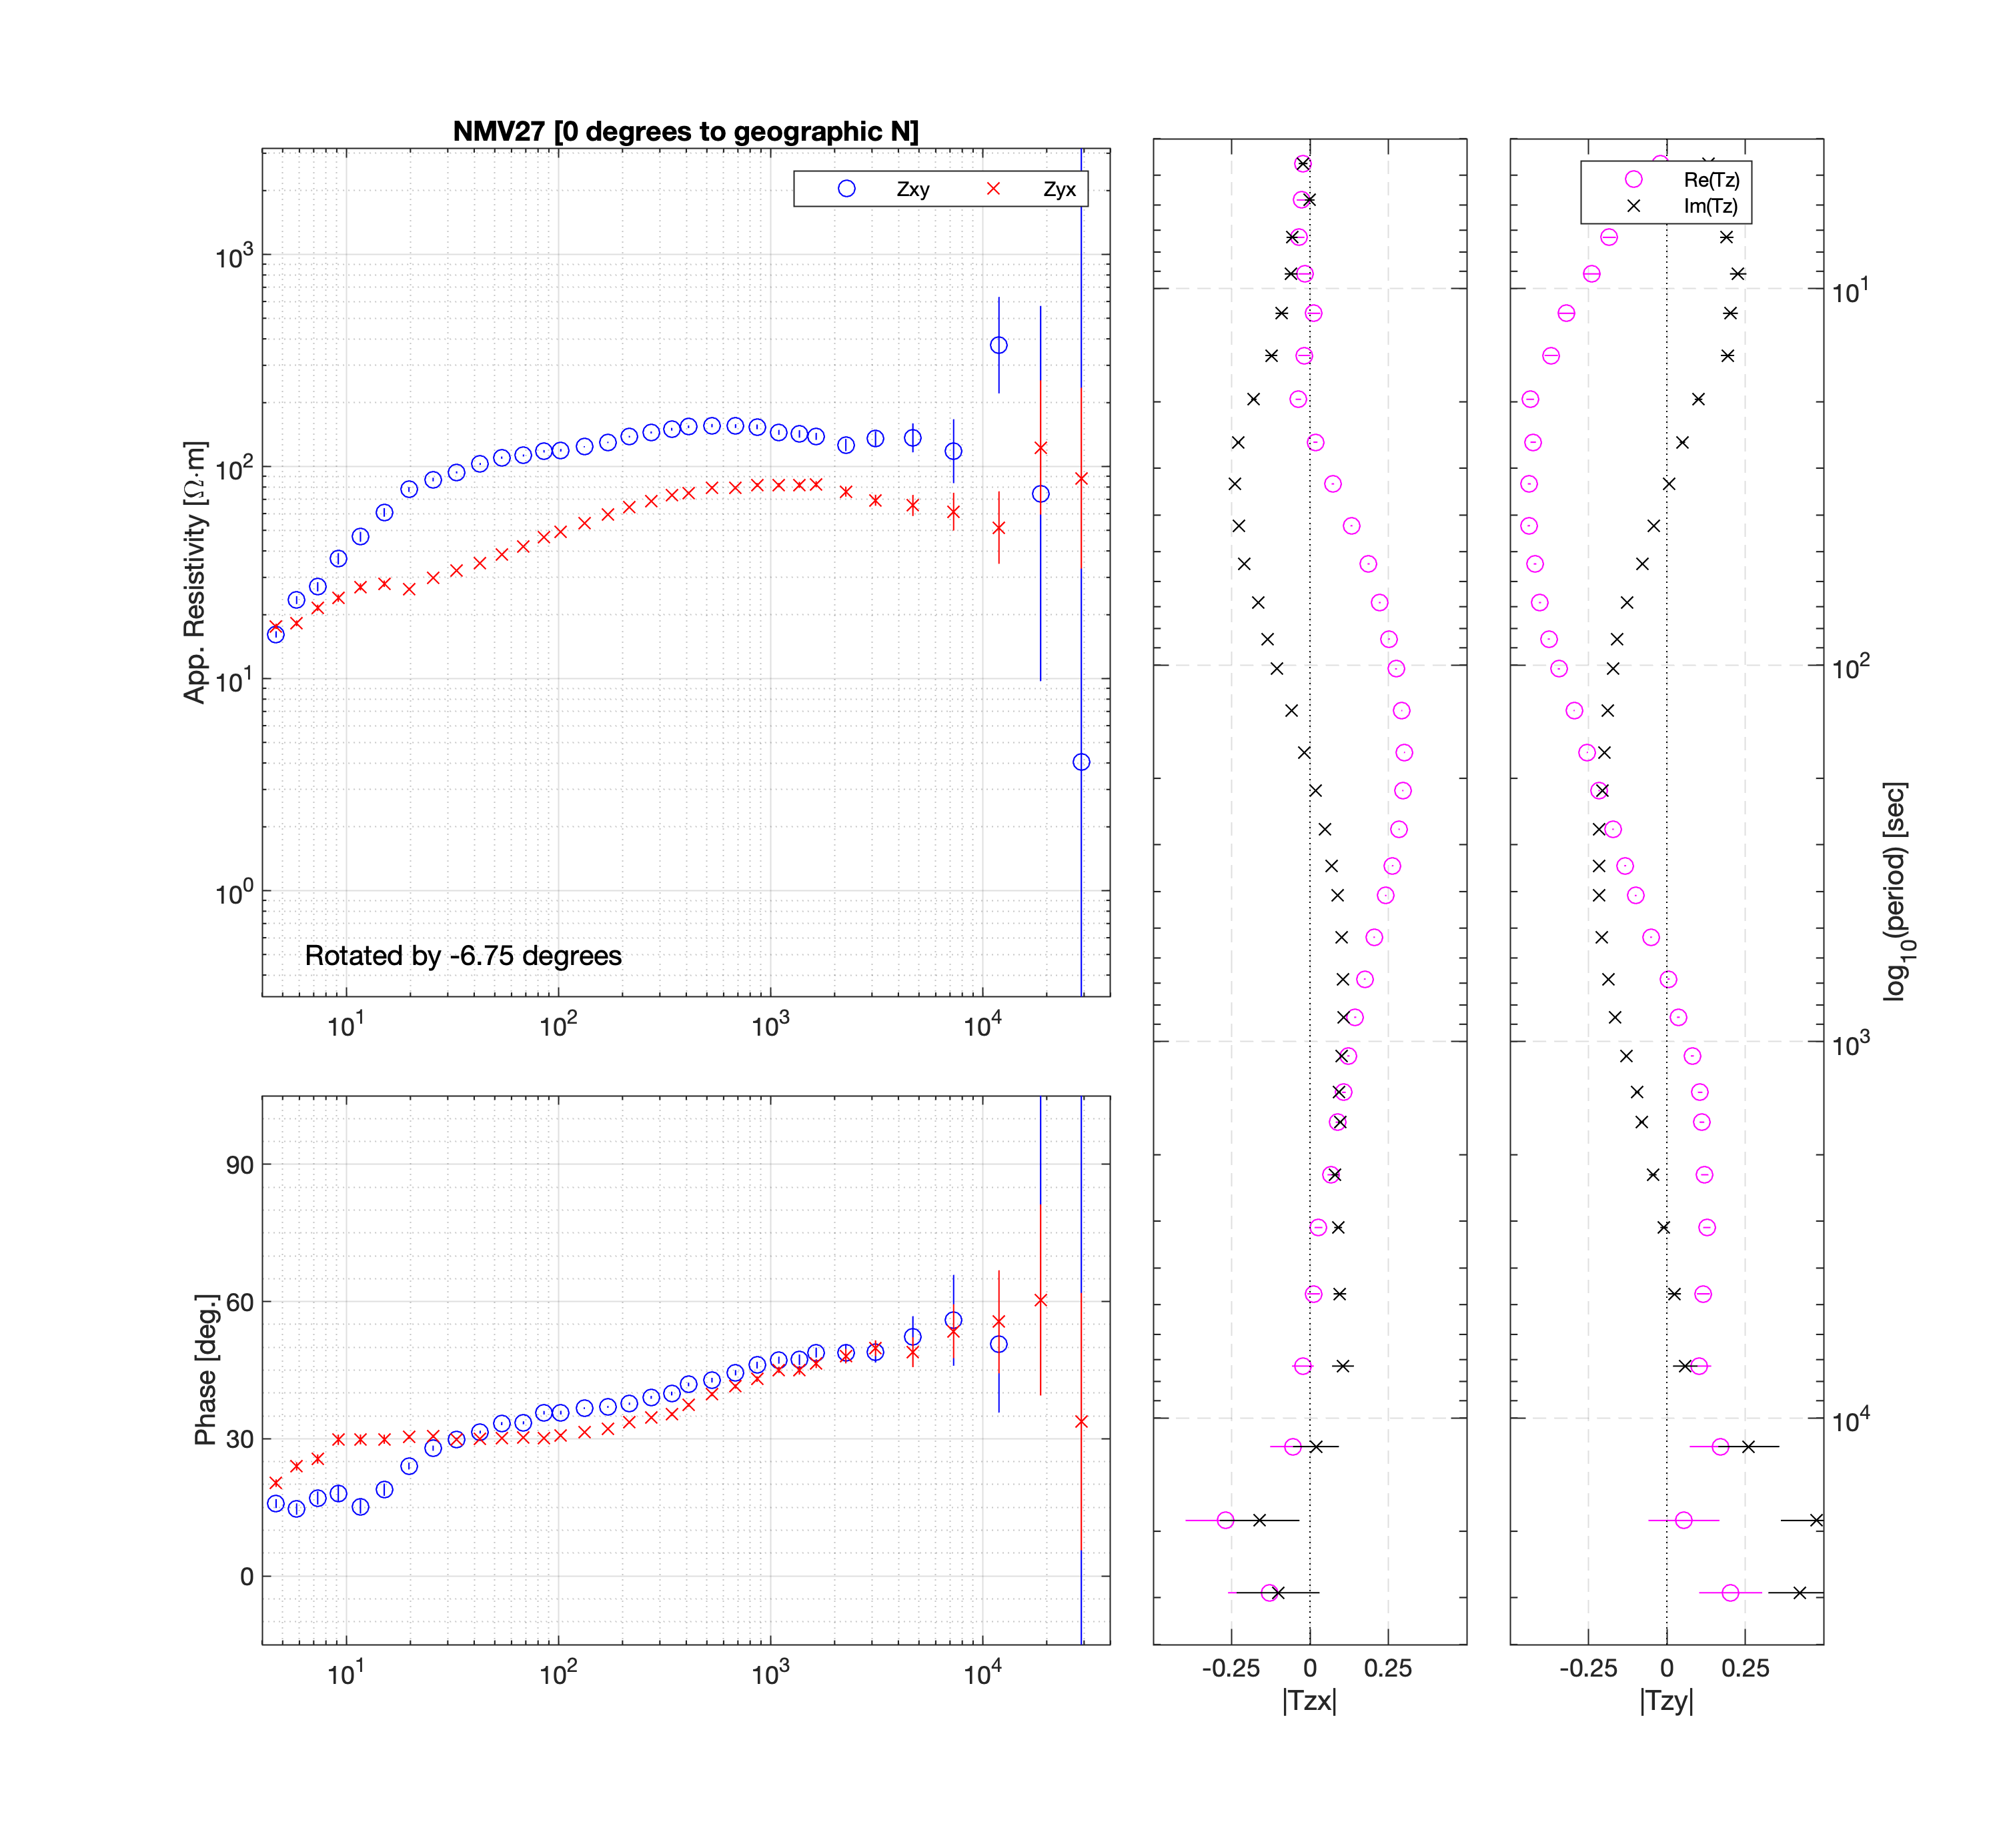 NMV27 [0 degrees to geographic N]
Zxy Zyx
App. Resistivity [Ω·m]
10³
10²
10¹
10⁰
Rotated by -6.75 degrees
10¹ 10² 10³ 10⁴
Phase [deg.]
90
60
30
0
10¹ 10² 10³ 10⁴
-0.25 0 0.25
|Tzx|
Re(Tz)
Im(Tz)
10¹
10²
10³
10⁴
log₁₀(period) [sec]
-0.25 0 0.25
|Tzy|